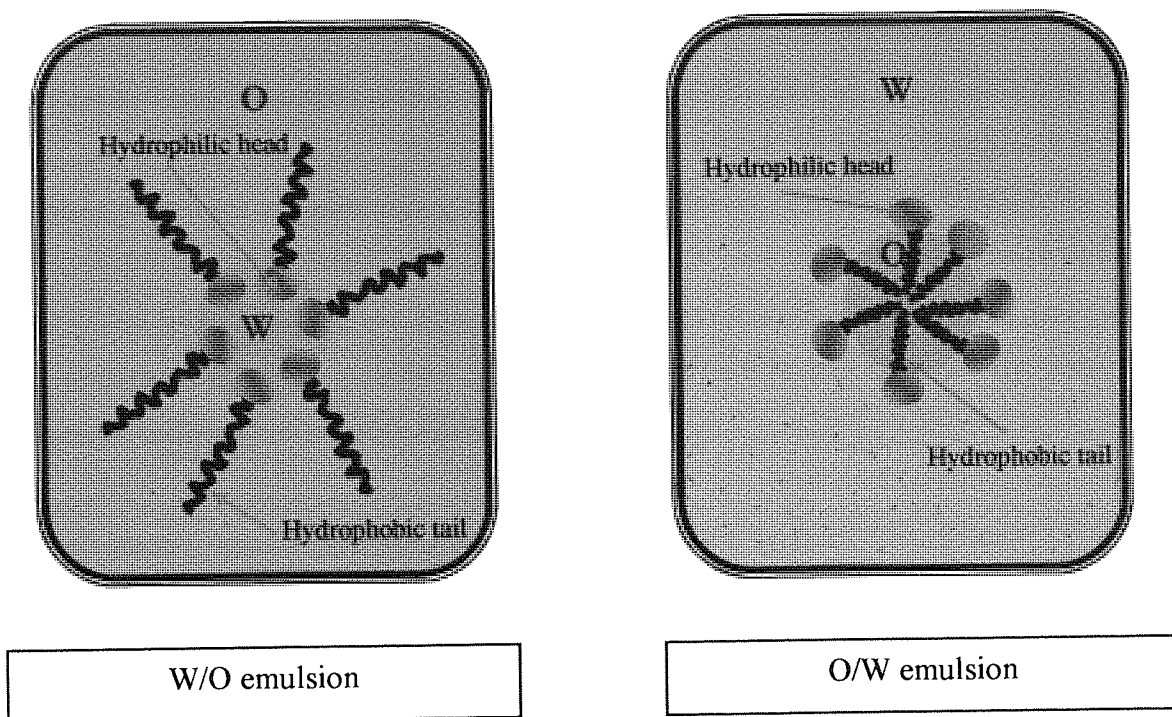 O
Hydrophilic head
W
Hydrophobic tail
W/O emulsion
W
Hydrophilic head
O
Hydrophobic tail
O/W emulsion